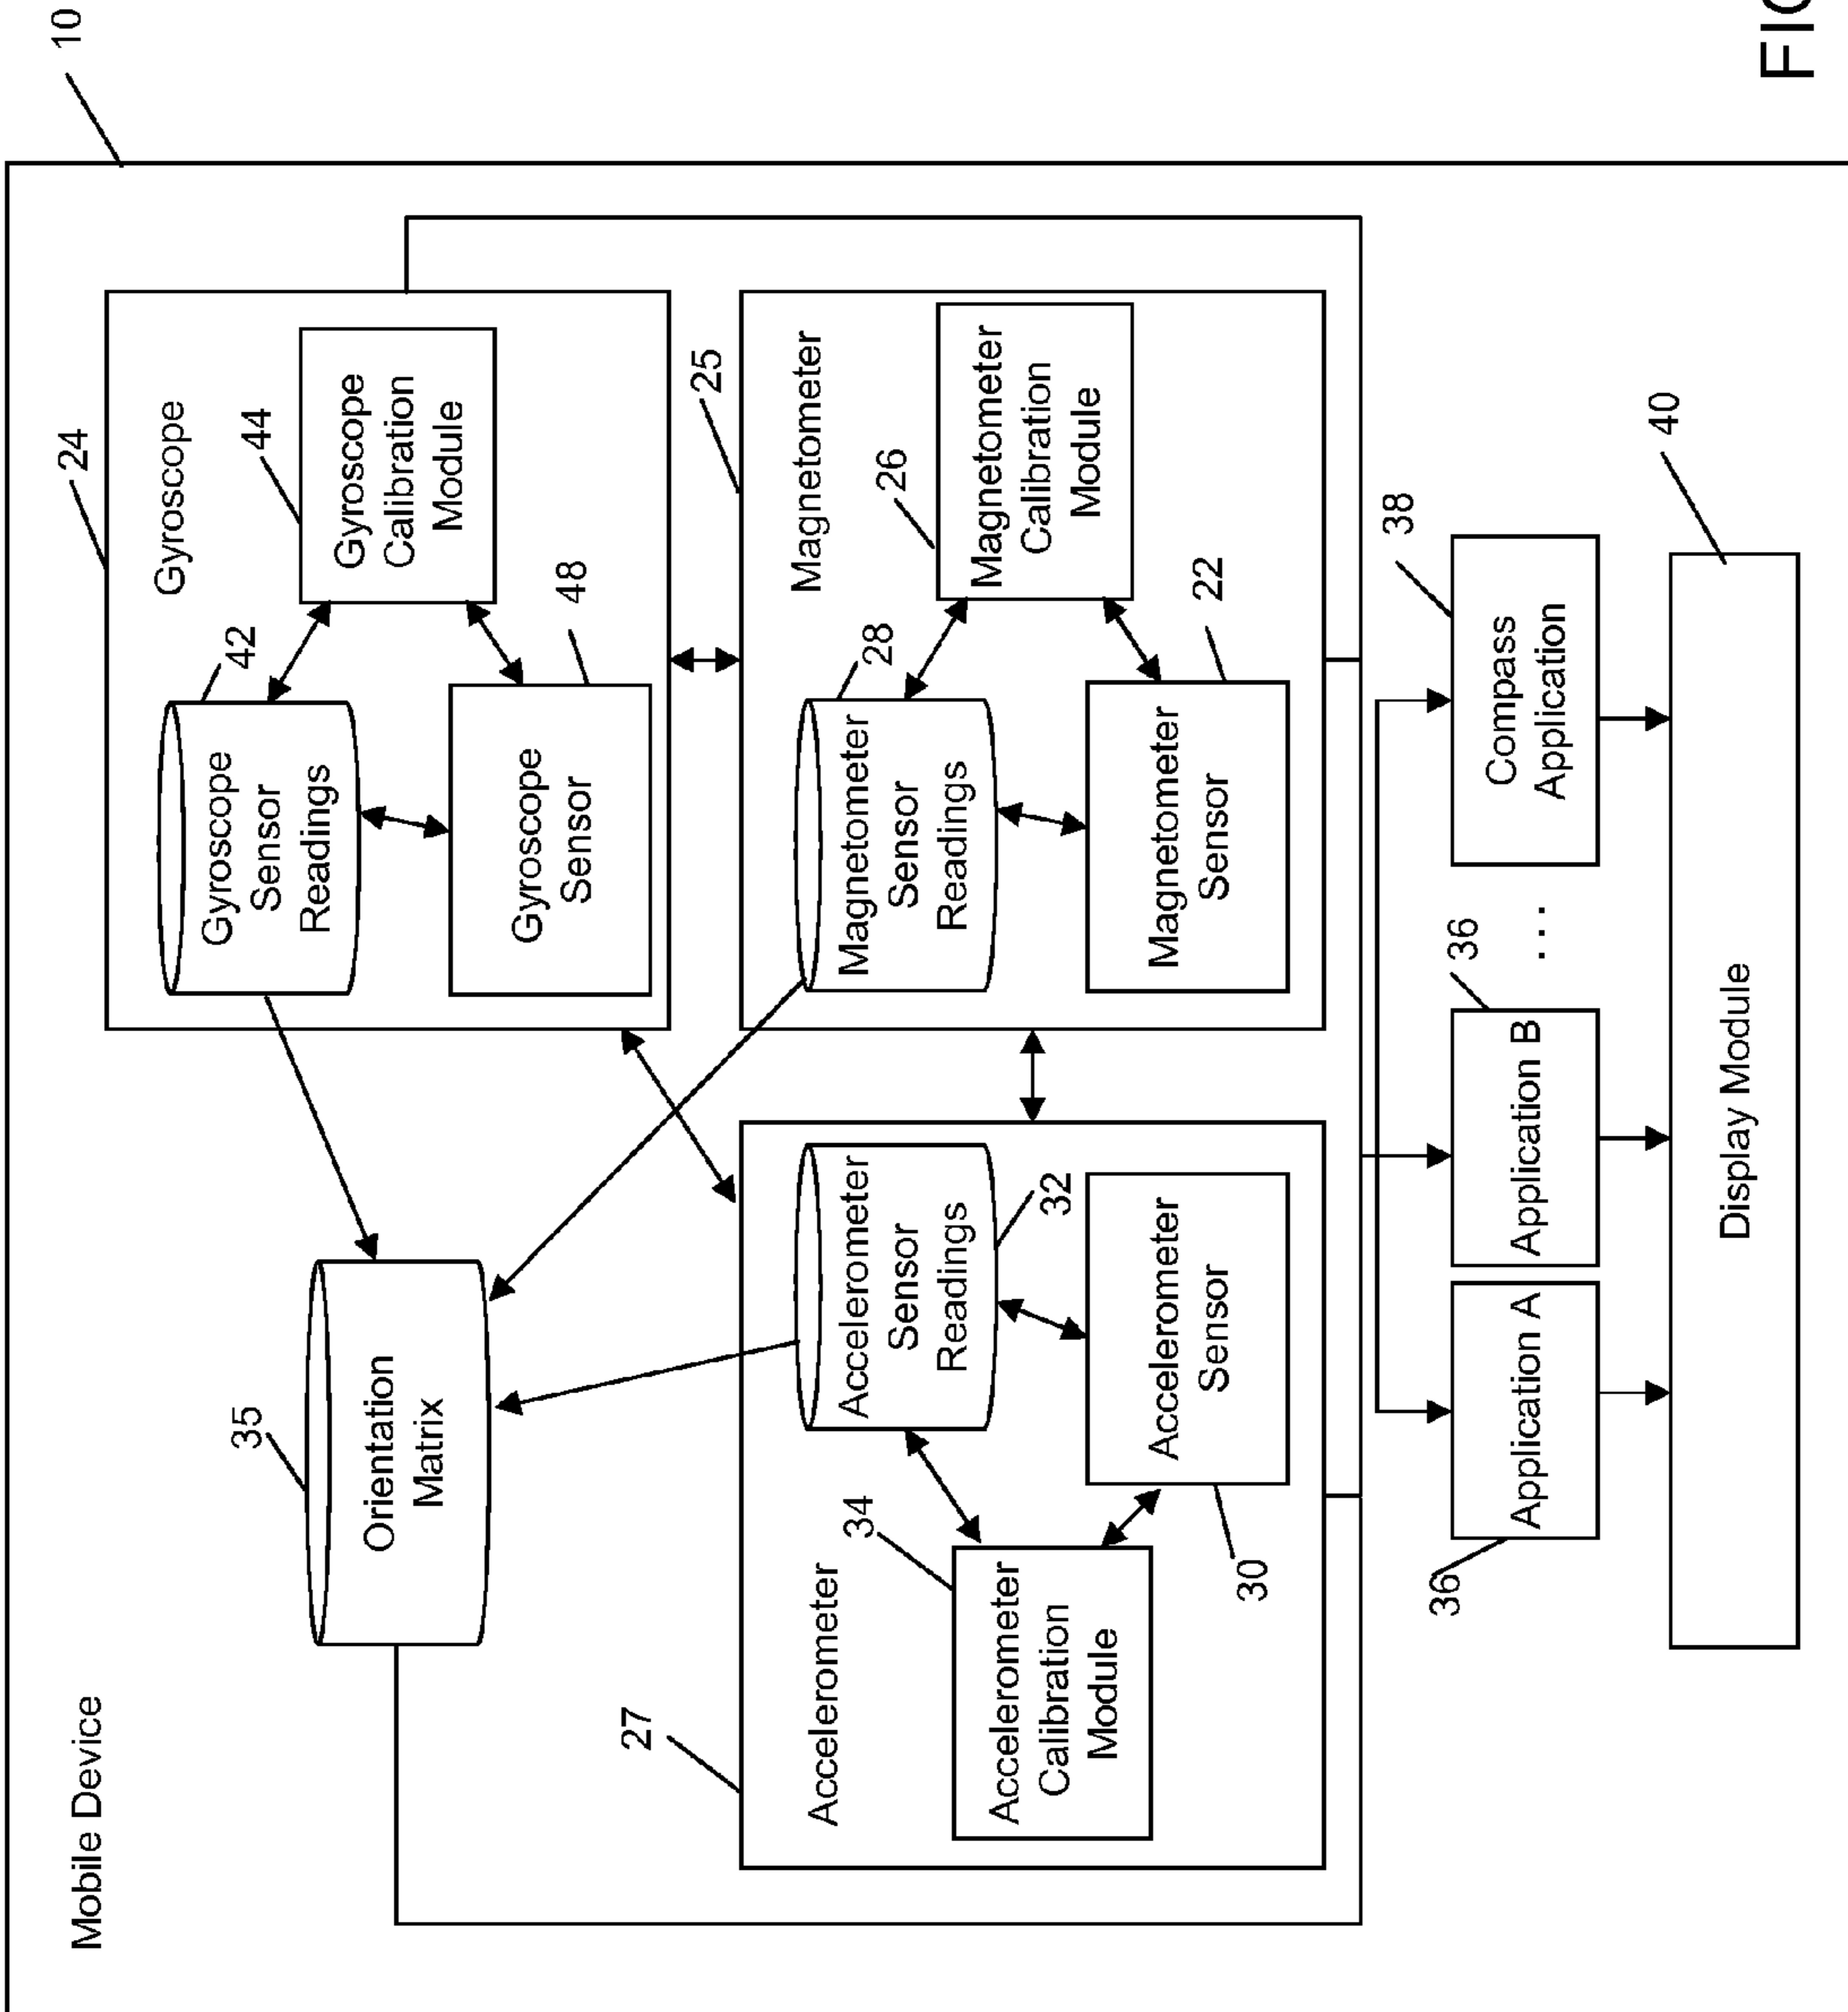 10
Mobile Device
24
Gyroscope
35
Orientation
Matrix
42
Gyroscope
Sensor
Readings
44
Gyroscope
Calibration
Module
Gyroscope
Sensor
48
27
Accelerometer
34
Accelerometer
Calibration
Module
Accelerometer
Sensor
Readings
32
Accelerometer
Sensor
30
25
Magnetometer
28
Magnetometer
Sensor
Readings
26
Magnetometer
Calibration
Module
Magnetometer
Sensor
22
36
Application A
36
Application B
...
38
Compass
Application
40
Display Module